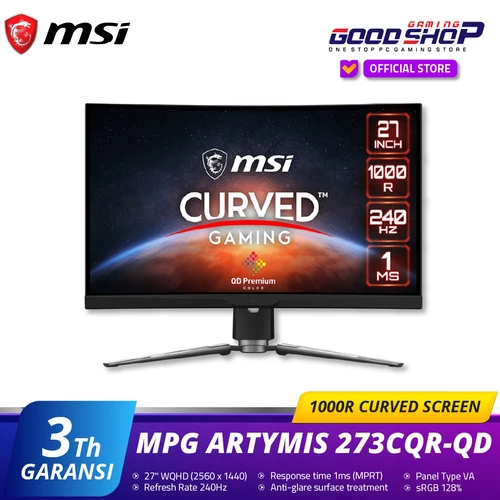 msi
GAMING
GOODSHOP
ONE STOP PC GAMING STORE
OFFICIAL STORE
msi
CURVED™
GAMING
QD Premium
COLOR
27
INCH
1000
R
240
HZ
1
MS
1000R CURVED SCREEN
3Th
GARANSI
MPG ARTYMIS 273CQR-QD
27" WQHD (2560 x 1440)
Refresh Rate 240Hz
Response time 1ms (MPRT)
Anti-glare surface treatment
Panel Type VA
sRGB 128%